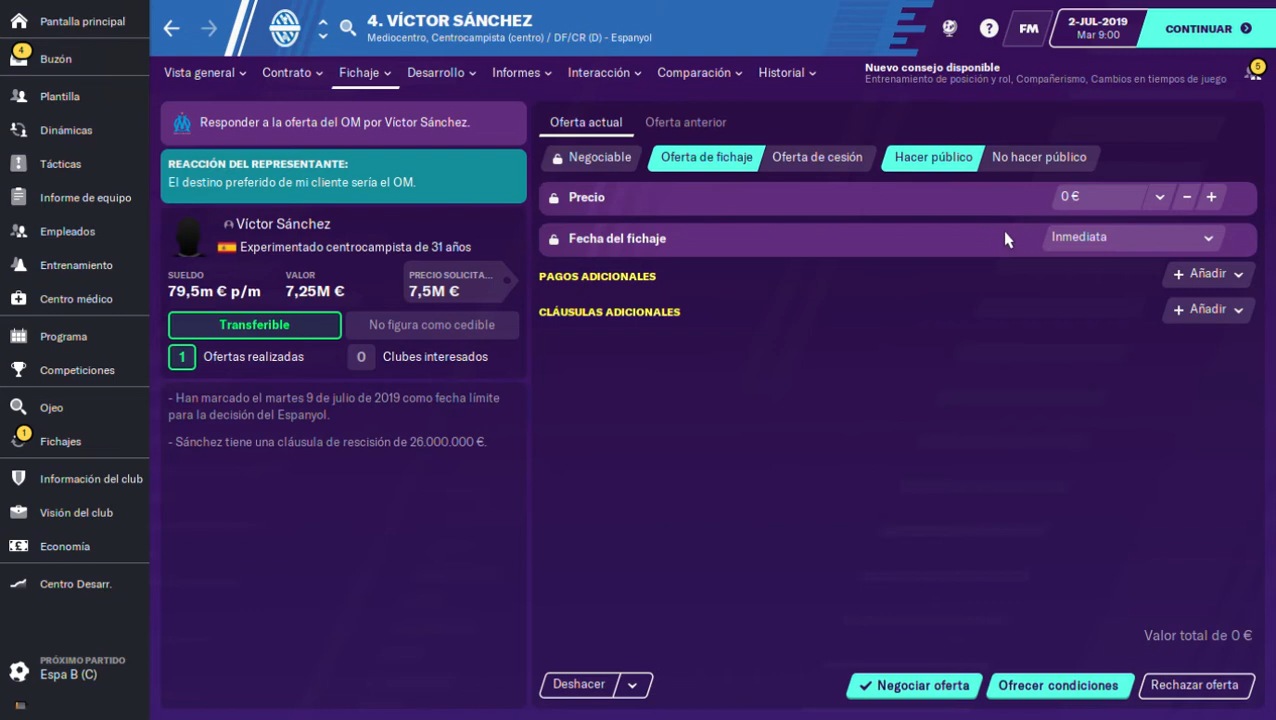 Pantalla principal
4
Buzón
Plantilla
Dinámicas
Tácticas
Informe de equipo
Empleados
Entrenamiento
Centro médico
Programa
Competiciones
Ojeo
1
Fichajes
Información del club
Visión del club
Economía
Centro Desarr.
PRÓXIMO PARTIDO
Espa B (C)
4. VÍCTOR SÁNCHEZ
Mediocentro, Centrocampista (centro) / DF/CR (D) - Espanyol
?
FM
2-JUL-2019
Mar 9:00
CONTINUAR
Vista general
Contrato
Fichaje
Desarrollo
Informes
Interacción
Comparación
Historial
Nuevo consejo disponible
Entrenamiento de posición y rol, Compañerismo, Cambios en tiempos de juego
5
Responder a la oferta del OM por Víctor Sánchez.
REACCIÓN DEL REPRESENTANTE:
El destino preferido de mi cliente sería el OM.
Víctor Sánchez
Experimentado centrocampista de 31 años
SUELDO
79,5m € p/m
VALOR
7,25M €
PRECIO SOLICITA...
7,5M €
Transferible
No figura como cedible
1 Ofertas realizadas
0 Clubes interesados
- Han marcado el martes 9 de julio de 2019 como fecha límite
para la decisión del Espanyol.
- Sánchez tiene una cláusula de rescisión de 26.000.000 €.
Oferta actual
Oferta anterior
Negociable
Oferta de fichaje
Oferta de cesión
Hacer público
No hacer público
Precio
0 €
Fecha del fichaje
Inmediata
PAGOS ADICIONALES
+ Añadir
CLÁUSULAS ADICIONALES
+ Añadir
Valor total de 0 €
Deshacer
Negociar oferta
Ofrecer condiciones
Rechazar oferta